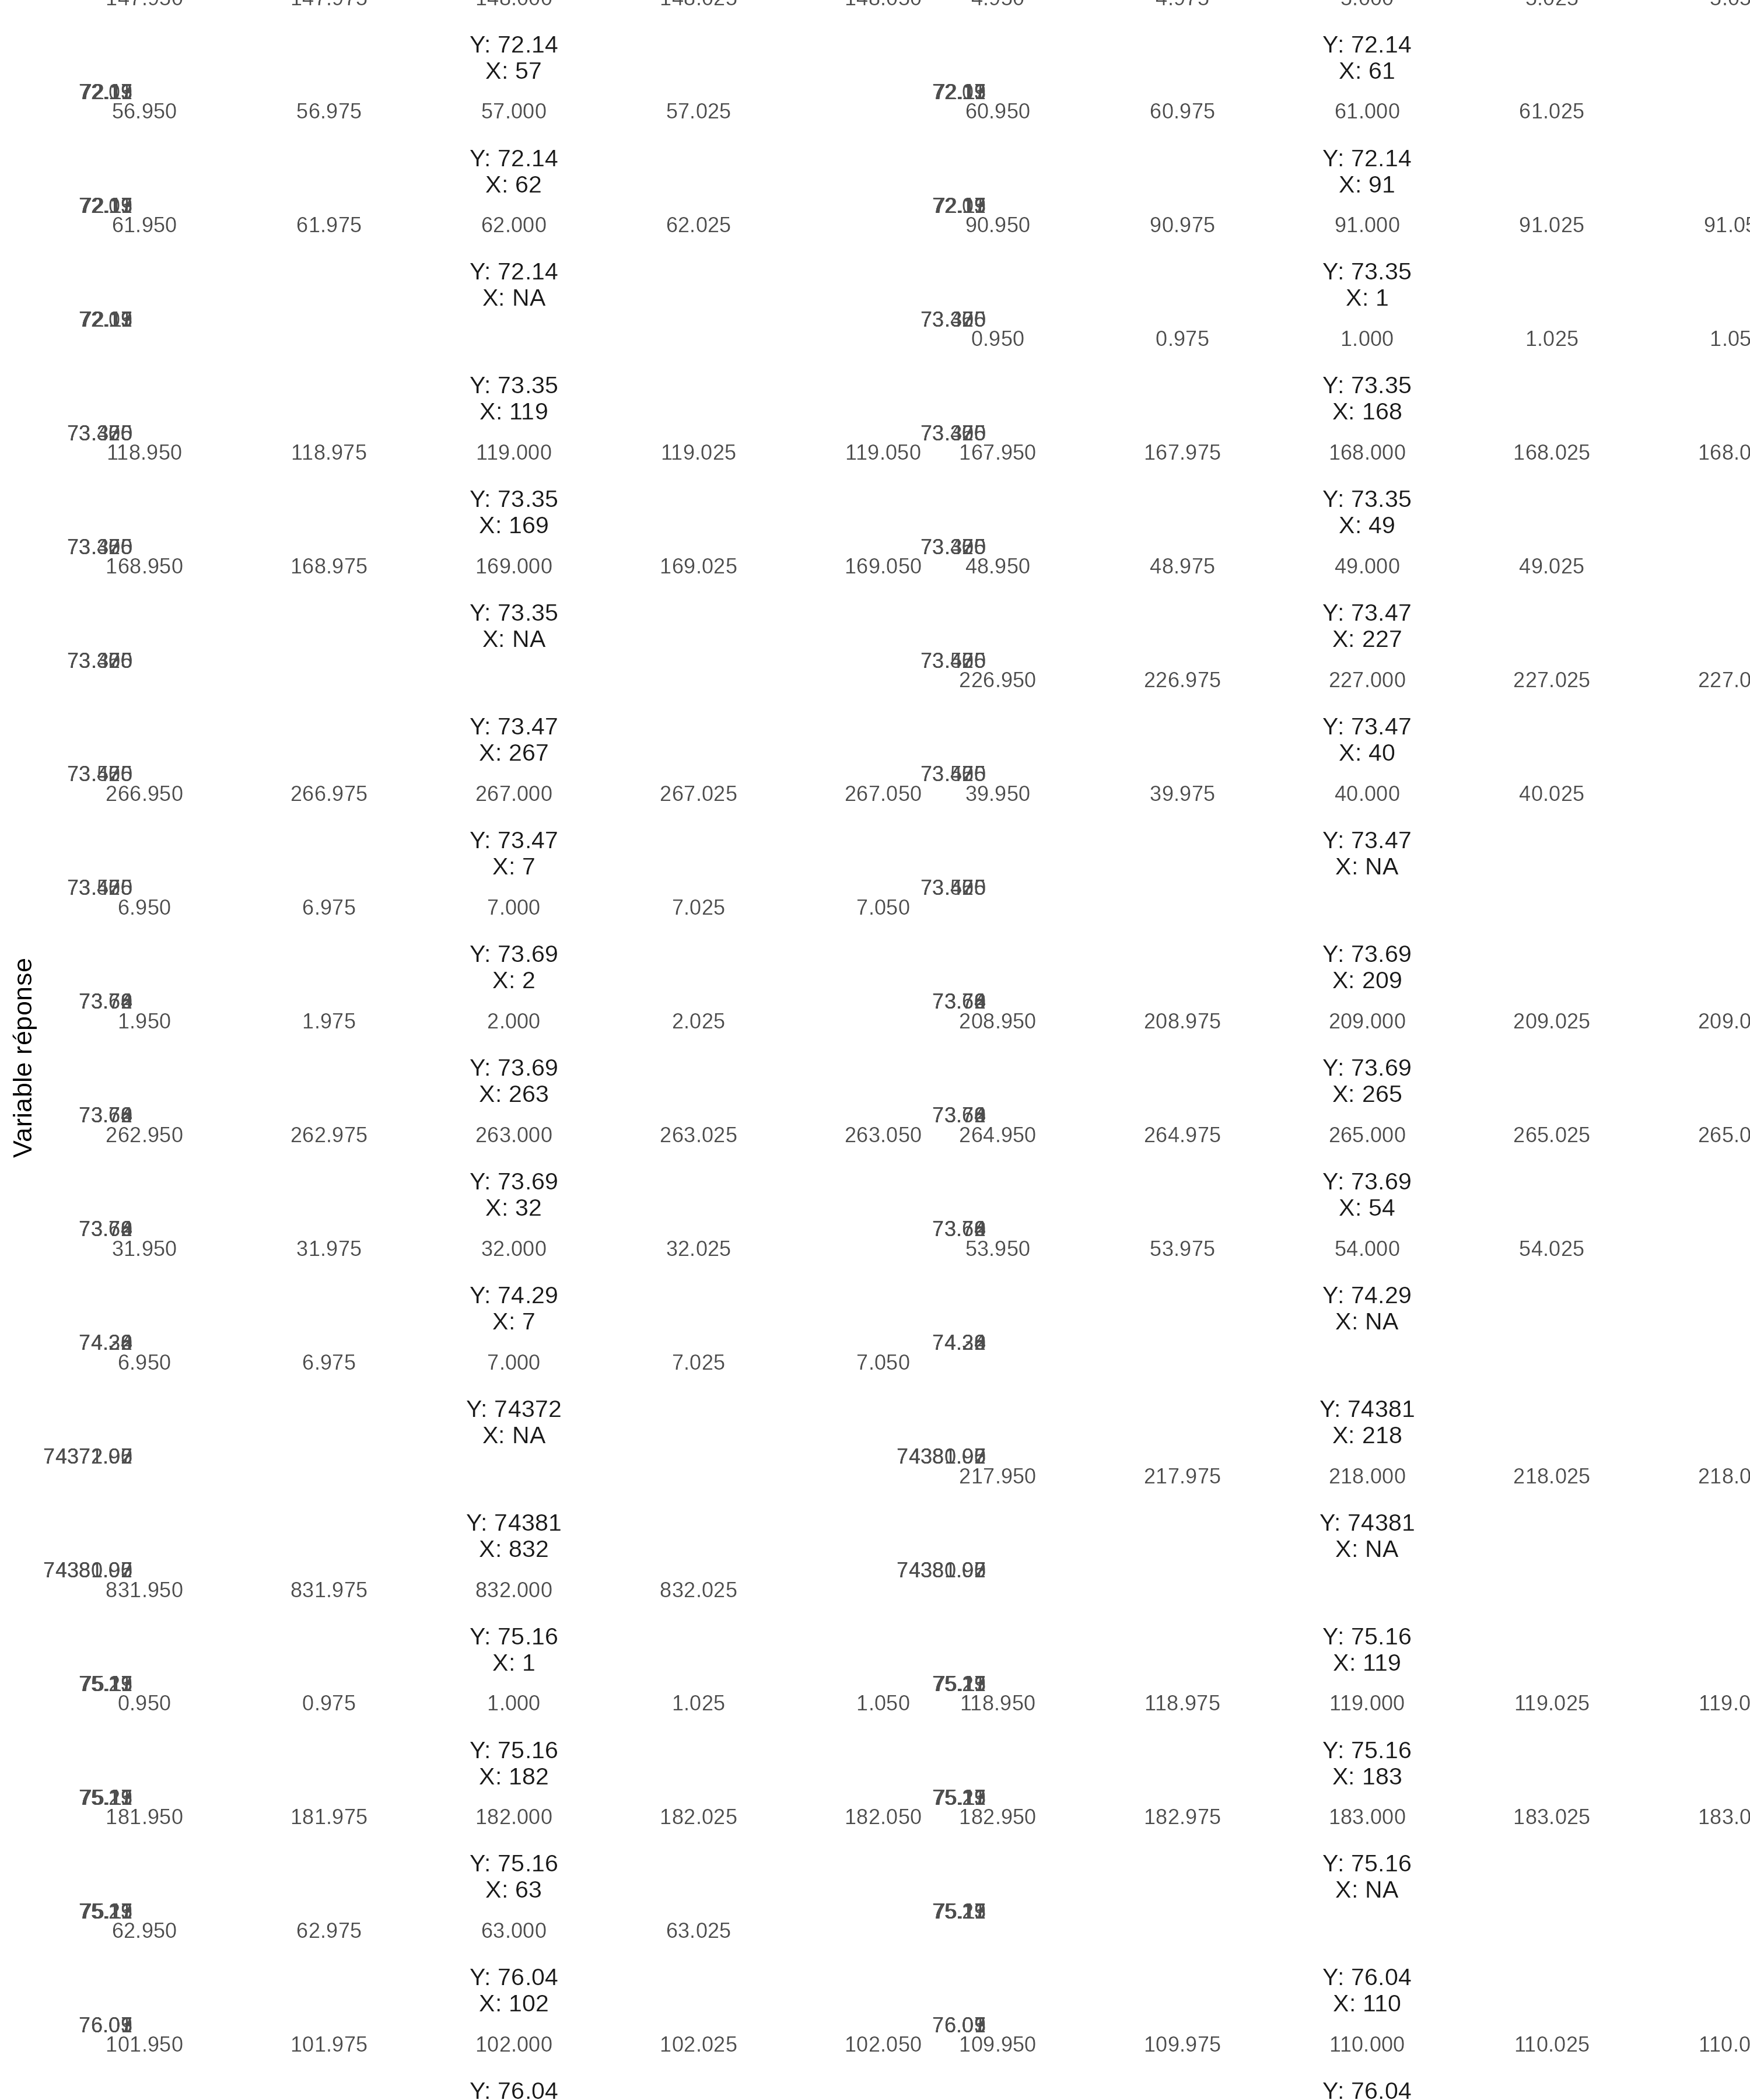 Y: 72.14 Y: 72.14
X: 57 X: 61
56.950 56.975 57.000 57.025 60.950 60.975 61.000 61.025
Y: 72.14 Y: 72.14
X: 62 X: 91
61.950 61.975 62.000 62.025 90.950 90.975 91.000 91.025
Y: 72.14 Y: 73.35
X: NA X: 1
0.950 0.975 1.000 1.025
Y: 73.35 Y: 73.35
X: 119 X: 168
118.950 118.975 119.000 119.025 119.050 167.950 167.975 168.000 168.025
Y: 73.35 Y: 73.35
X: 169 X: 49
168.950 168.975 169.000 169.025 169.050 48.950 48.975 49.000 49.025
Y: 73.35 Y: 73.47
X: NA X: 227
226.950 226.975 227.000 227.025
Y: 73.47 Y: 73.47
X: 267 X: 40
266.950 266.975 267.000 267.025 267.050 39.950 39.975 40.000 40.025
Y: 73.47 Y: 73.47
X: 7 X: NA
6.950 6.975 7.000 7.025 7.050
Y: 73.69 Y: 73.69
X: 2 X: 209
1.950 1.975 2.000 2.025 208.950 208.975 209.000 209.025
Variable réponse
Y: 73.69 Y: 73.69
X: 263 X: 265
262.950 262.975 263.000 263.025 263.050 264.950 264.975 265.000 265.025
Y: 73.69 Y: 73.69
X: 32 X: 54
31.950 31.975 32.000 32.025 53.950 53.975 54.000 54.025
Y: 74.29 Y: 74.29
X: 7 X: NA
6.950 6.975 7.000 7.025 7.050
Y: 74372 Y: 74381
X: NA X: 218
217.950 217.975 218.000 218.025
Y: 74381 Y: 74381
X: 832 X: NA
831.950 831.975 832.000 832.025
Y: 75.16 Y: 75.16
X: 1 X: 119
0.950 0.975 1.000 1.025 1.050 118.950 118.975 119.000 119.025
Y: 75.16 Y: 75.16
X: 182 X: 183
181.950 181.975 182.000 182.025 182.050 182.950 182.975 183.000 183.025
Y: 75.16 Y: 75.16
X: 63 X: NA
62.950 62.975 63.000 63.025
Y: 76.04 Y: 76.04
X: 102 X: 110
101.950 101.975 102.000 102.025 102.050 109.950 109.975 110.000 110.025
Y: 76.04 Y: 76.04